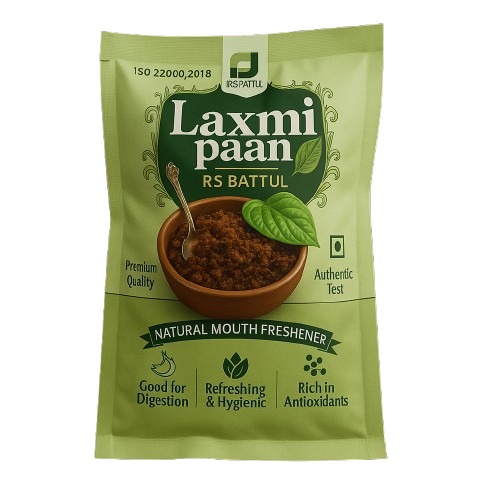 ISO 22000,2018
IRSPATTUL
Laxmi
paan
RS BATTUL
Premium
Quality
Authentic
Test
NATURAL MOUTH FRESHENER
Good for
Digestion
Refreshing
& Hygienic
Rich in
Antioxidants